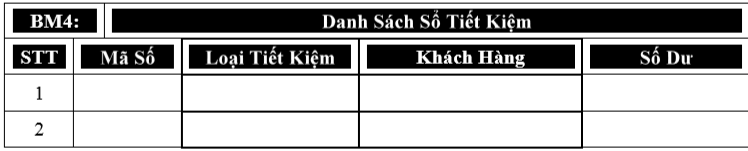 BM4: Danh Sách Sổ Tiết Kiệm
STT Mã Số Loại Tiết Kiệm Khách Hàng Số Dư
1
2